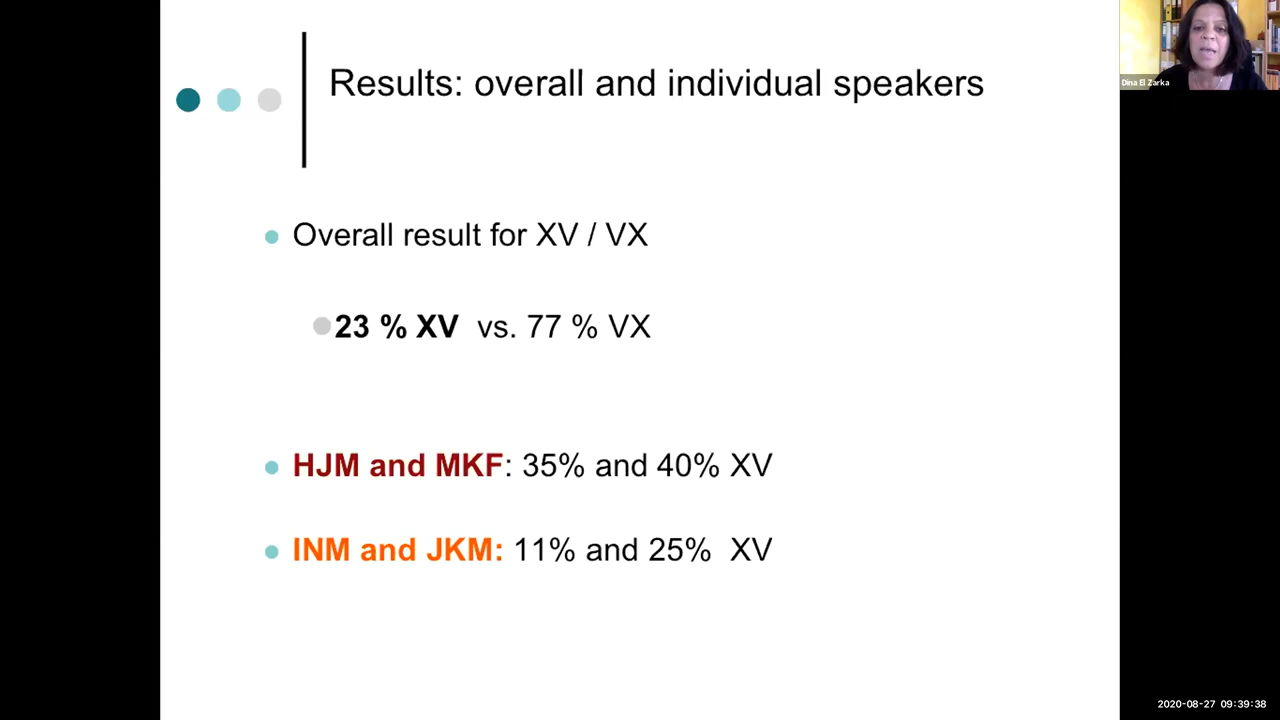 Results: overall and individual speakers
Dina El Zarka
Overall result for XV / VX
23 % XV vs. 77 % VX
HJM and MKF: 35% and 40% XV
INM and JKM: 11% and 25% XV
2020-08-27 09:39:38